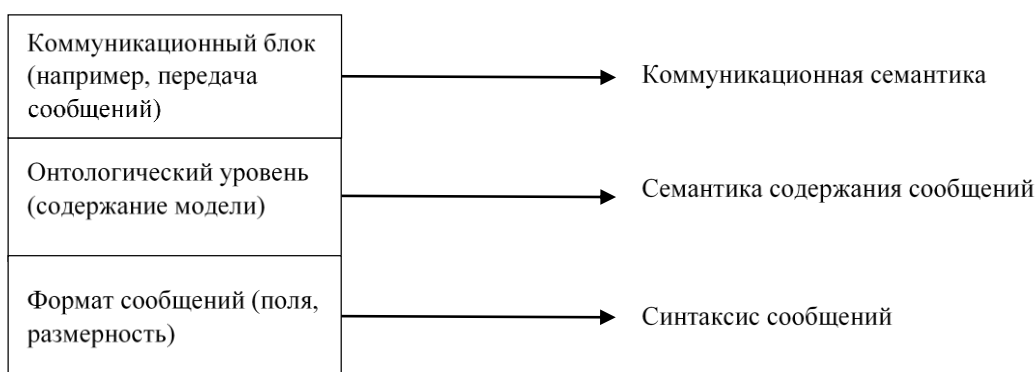 Коммуникационный блок
(например, передача
сообщений)
Коммуникационная семантика
Онтологический уровень
(содержание модели)
Семантика содержания сообщений
Формат сообщений (поля,
размерность)
Синтаксис сообщений